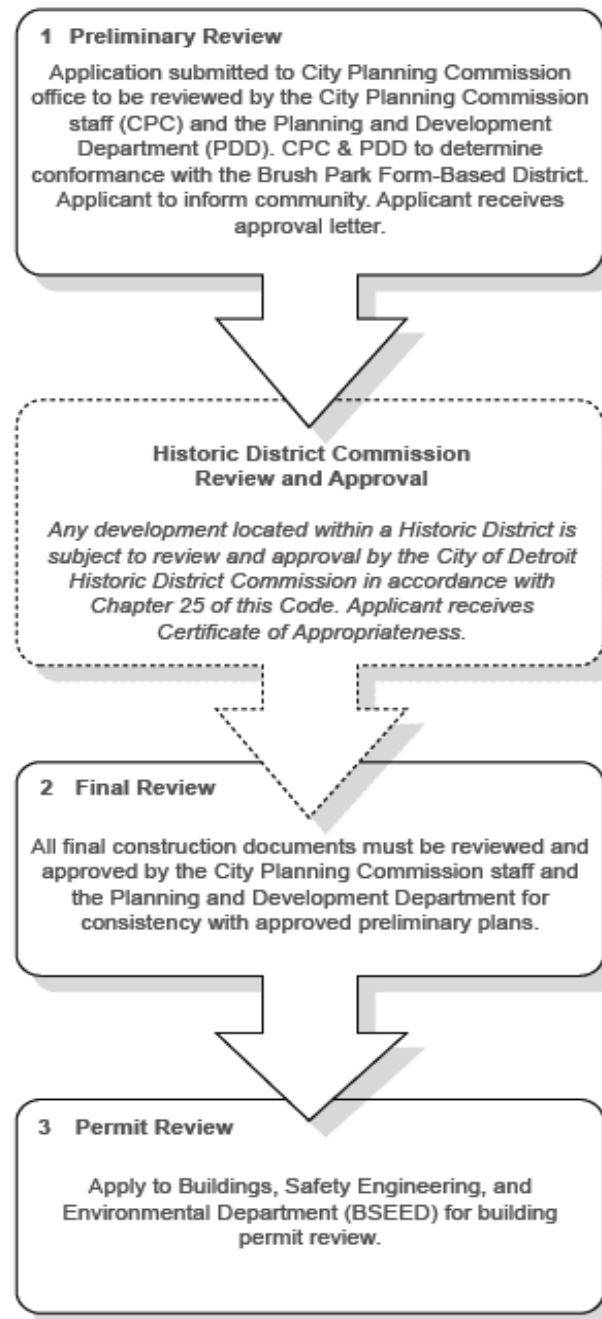 1 Preliminary Review
Application submitted to City Planning Commission
office to be reviewed by the City Planning Commission
staff (CPC) and the Planning and Development
Department (PDD). CPC & PDD to determine
conformance with the Brush Park Form-Based District.
Applicant to inform community. Applicant receives
approval letter.
Historic District Commission
Review and Approval
Any development located within a Historic District is
subject to review and approval by the City of Detroit
Historic District Commission in accordance with
Chapter 25 of this Code. Applicant receives
Certificate of Appropriateness.
2 Final Review
All final construction documents must be reviewed and
approved by the City Planning Commission staff and
the Planning and Development Department for
consistency with approved preliminary plans.
3 Permit Review
Apply to Buildings, Safety Engineering, and
Environmental Department (BSEED) for building
permit review.